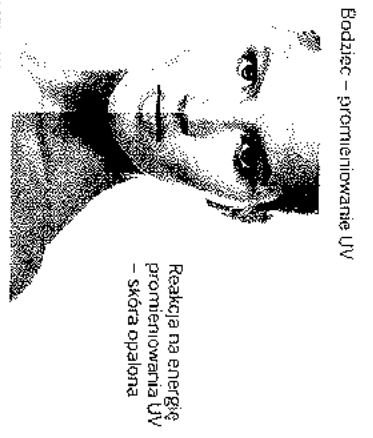 Bodziec – promieniowanie UV
Reakcja na energię
promieniowania UV
– skóra opalona